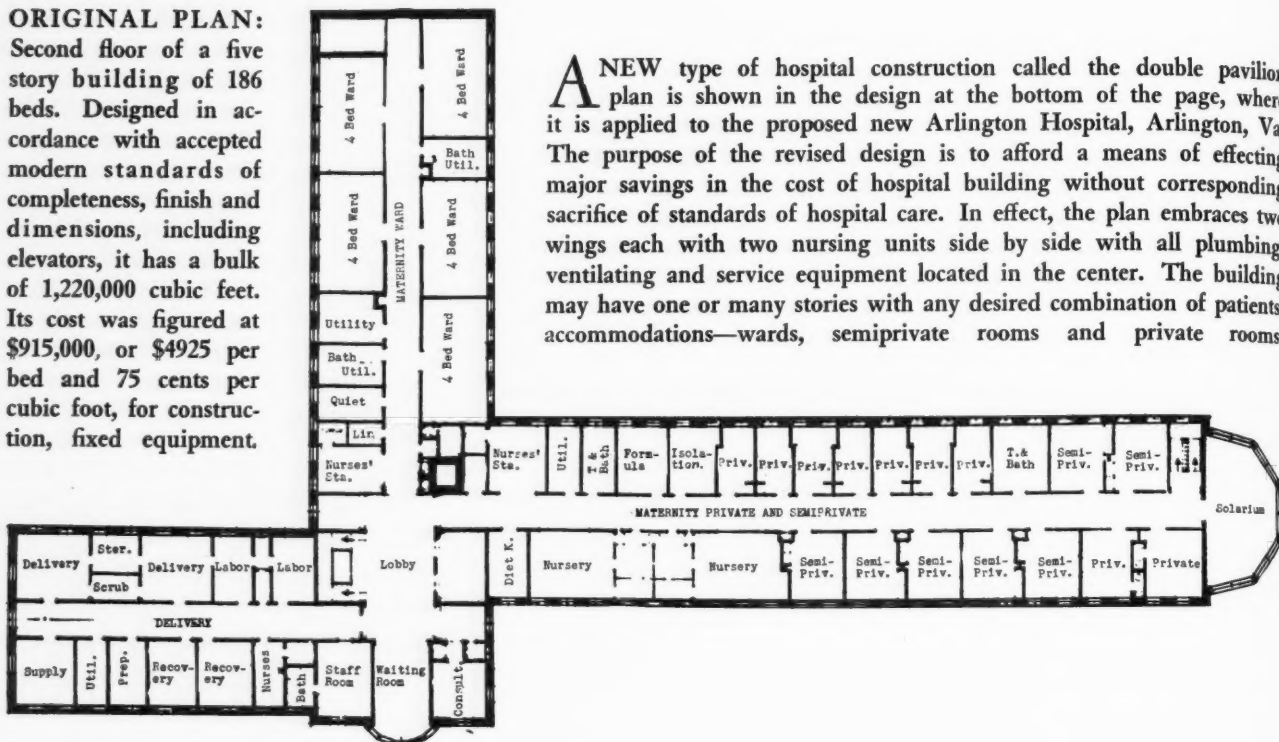 ORIGINAL PLAN:
Second floor of a five
story building of 186
beds. Designed in ac-
cordance with accepted
modern standards of
completeness, finish and
dimensions, including
elevators, it has a bulk
of 1,220,000 cubic feet.
Its cost was figured at
$915,000, or $4925 per
bed and 75 cents per
cubic foot, for construc-
tion, fixed equipment.
A NEW type of hospital construction called the double pavilion
plan is shown in the design at the bottom of the page, where
it is applied to the proposed new Arlington Hospital, Arlington, Va
The purpose of the revised design is to afford a means of effecting
major savings in the cost of hospital building without corresponding
sacrifice of standards of hospital care. In effect, the plan embraces two
wings each with two nursing units side by side with all plumbing
ventilating and service equipment located in the center. The building
may have one or many stories with any desired combination of patients
accommodations—wards, semiprivate rooms and private rooms
4 Bed Ward
4 Bed Ward
Bath
Util.
4 Bed Ward
MATERNITY WARD
4 Bed Ward
4 Bed Ward
Utility
Bath
Util.
Quiet
Lin.
Nurses'
Sta.
Nurses'
Sta.
Util.
T.&
Bath
Form-
ula
Isola-
tion.
Priv.
Priv.
Priv.
Priv.
Priv.
Priv.
Priv.
T.&
Bath
Semi-
Priv.
Semi-
Priv.
MATERNITY PRIVATE AND SEMIPRIVATE
Solarium
Delivery
Ster.
Scrub
Delivery
Labor
Labor
Lobby
Diet K.
Nursery
Nursery
Semi-
Priv.
Semi-
Priv.
Semi-
Priv.
Semi-
Priv.
Semi-
Priv.
Priv.
Private
DELIVERY
Supply
Util.
Prep.
Recov-
ery
Recov-
ery
Nurses
Bath
Staff
Room
Waiting
Room
Consult.